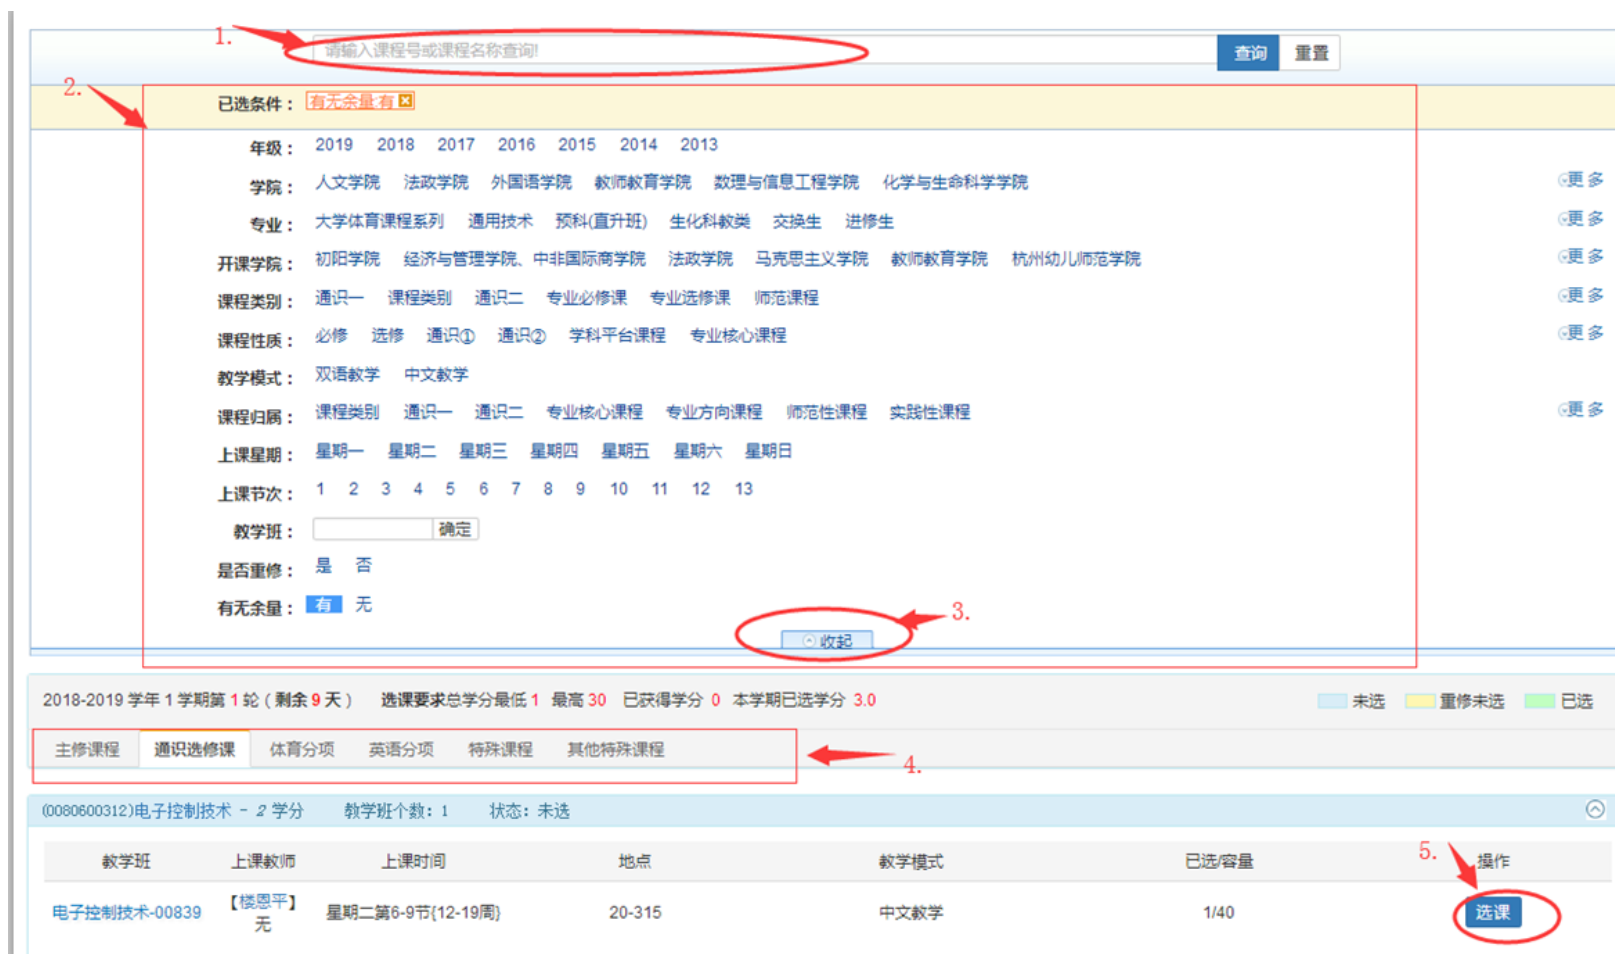 1.
请输入课程号或课程名称查询!
查询 重置
2.
已选条件： 有无余量:有
年级： 2019 2018 2017 2016 2015 2014 2013
学院： 人文学院 法政学院 外国语学院 教师教育学院 数理与信息工程学院 化学与生命科学学院 更多
专业： 大学体育课程系列 通用技术 预科(直升班) 生化科教类 交换生 进修生 更多
开课学院： 初阳学院 经济与管理学院、中非国际商学院 法政学院 马克思主义学院 教师教育学院 杭州幼儿师范学院 更多
课程类别： 通识一 课程类别 通识二 专业必修课 专业选修课 师范课程 更多
课程性质： 必修 选修 通识① 通识② 学科平台课程 专业核心课程 更多
教学模式： 双语教学 中文教学
课程归属： 课程类别 通识一 通识二 专业核心课程 专业方向课程 师范性课程 实践性课程 更多
上课星期： 星期一 星期二 星期三 星期四 星期五 星期六 星期日
上课节次： 1 2 3 4 5 6 7 8 9 10 11 12 13
教学班： 确定
是否重修： 是 否
有无余量： 有 无
3.
收起
2018-2019 学年 1 学期第 1 轮 ( 剩余 9 天 ) 选课要求总学分最低 1 最高 30 已获得学分 0 本学期已选学分 3.0 未选 重修未选 已选
主修课程 通识选修课 体育分项 英语分项 特殊课程 其他特殊课程
4.
(0080600312)电子控制技术 - 2 学分 教学班个数: 1 状态: 未选
5.
教学班 上课教师 上课时间 地点 教学模式 已选/容量 操作
电子控制技术-00839 【楼恩平】 星期二第6-9节{12-19周} 20-315 中文教学 1/40 选课
无